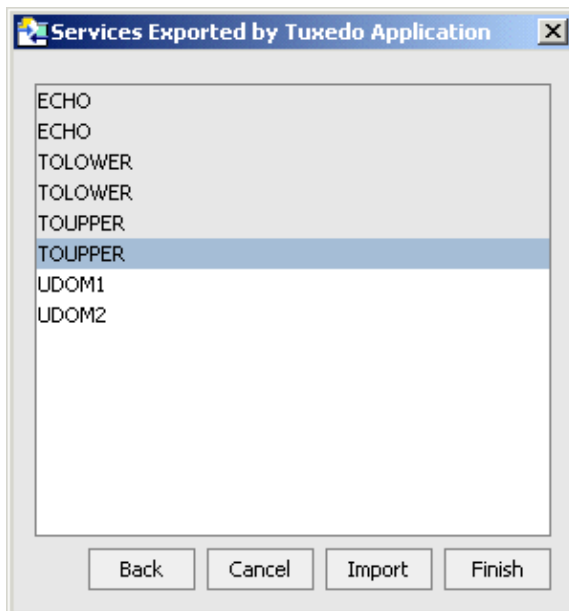 Services Exported by Tuxedo Application
ECHO
ECHO
TOLOWER
TOLOWER
TOUPPER
TOUPPER
UDOM1
UDOM2
Back Cancel Import Finish